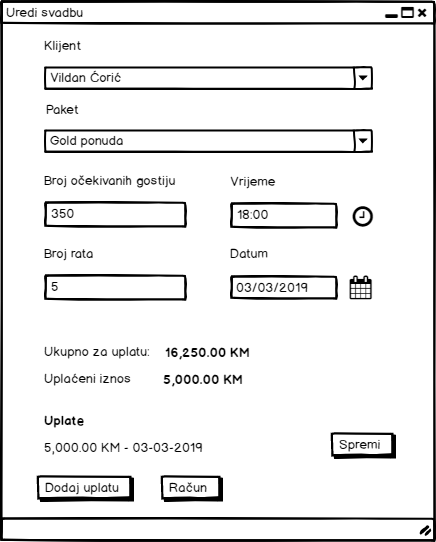 Uredi svadbu
Klijent
Vildan Ćorić
Paket
Gold ponuda
Broj očekivanih gostiju
Vrijeme
350
18:00
Broj rata
Datum
5
03/03/2019
Ukupno za uplatu: 16,250.00 KM
Uplaćeni iznos 5,000.00 KM
Uplate
5,000.00 KM - 03-03-2019
Spremi
Dodaj uplatu
Račun